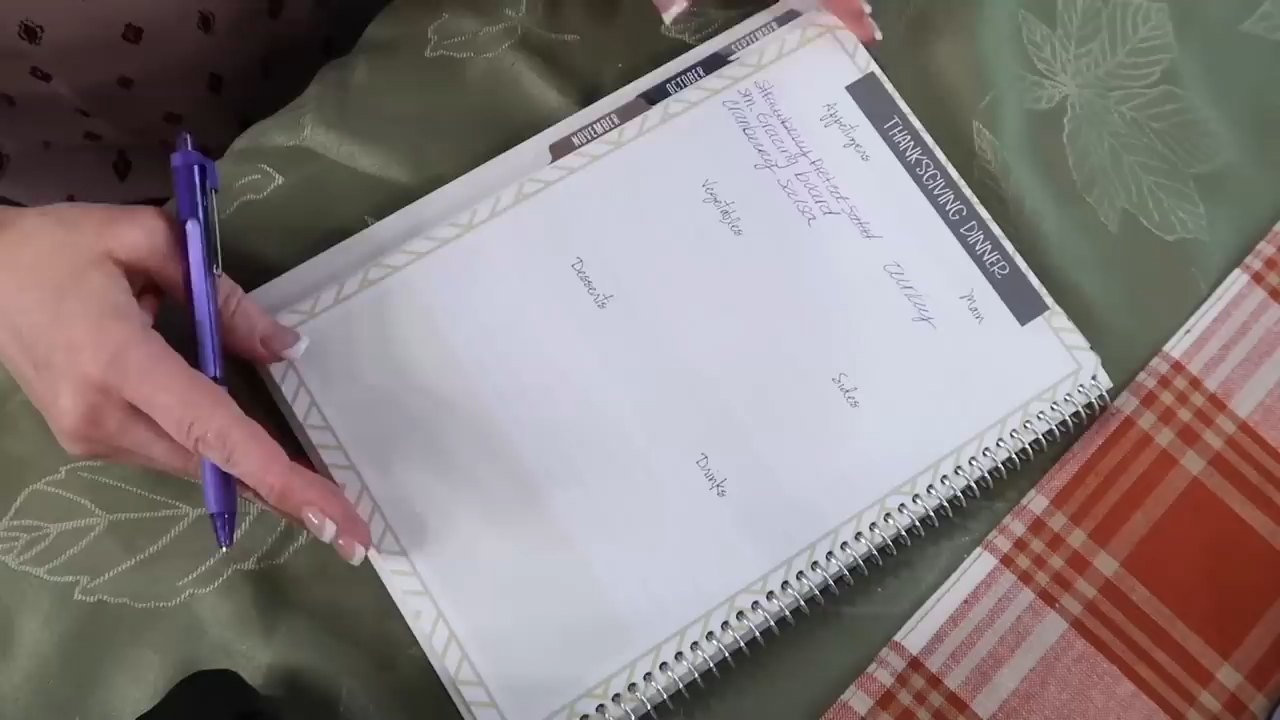 SEPTEMBER
OCTOBER
NOVEMBER
THANKSGIVING DINNER
Appetizers
Strawberry Pretzel Salad
sm. Grazing board
Cranberry Salsa
Main
Turkey
Vegetables
Sides
Desserts
Drinks